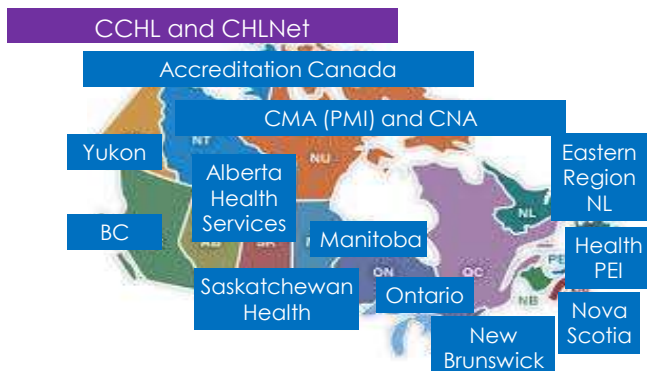 CCHL and CHLNet
Accreditation Canada
CMA (PMI) and CNA
Yukon
NT
NU
Alberta
Health
Services
Eastern
Region
NL
BC
AB
SK
Manitoba
NL
Health
PEI
PE
Saskatchewan
Health
ON
Ontario
QC
NB
Nova
Scotia
New
Brunswick